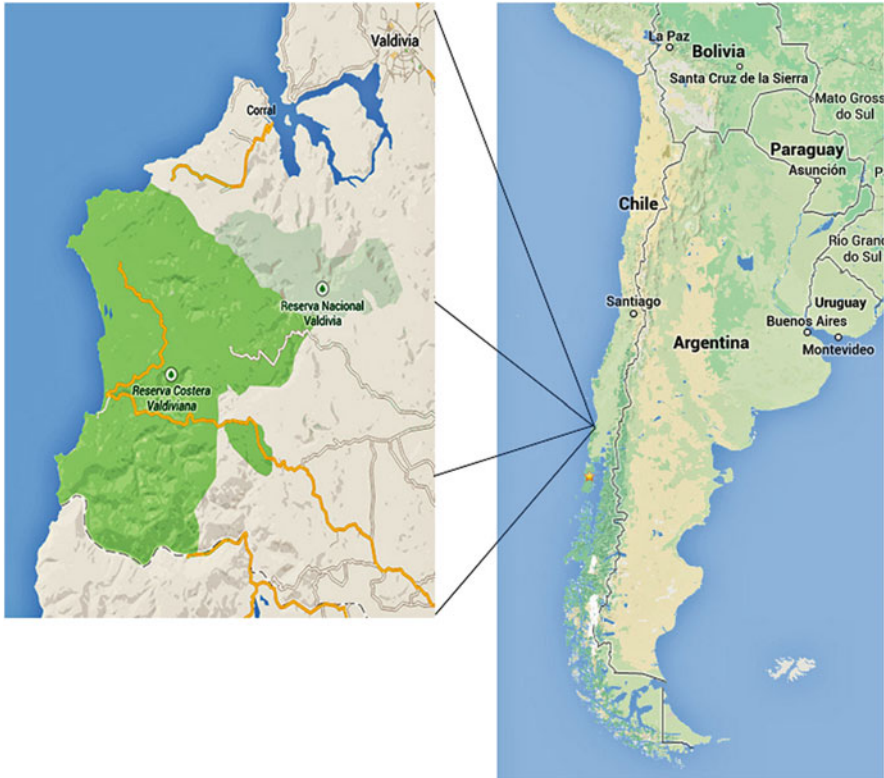 Valdivia
Corral
Reserva Nacional
Valdivia
Reserva Costera
Valdiviana
La Paz
Bolivia
Santa Cruz de la Sierra
Mato Gross
do Sul
Paraguay
Asunción
P
Chile
Rio Grand
do Sul
Santiago
Uruguay
Buenos Aires
Argentina
Montevideo